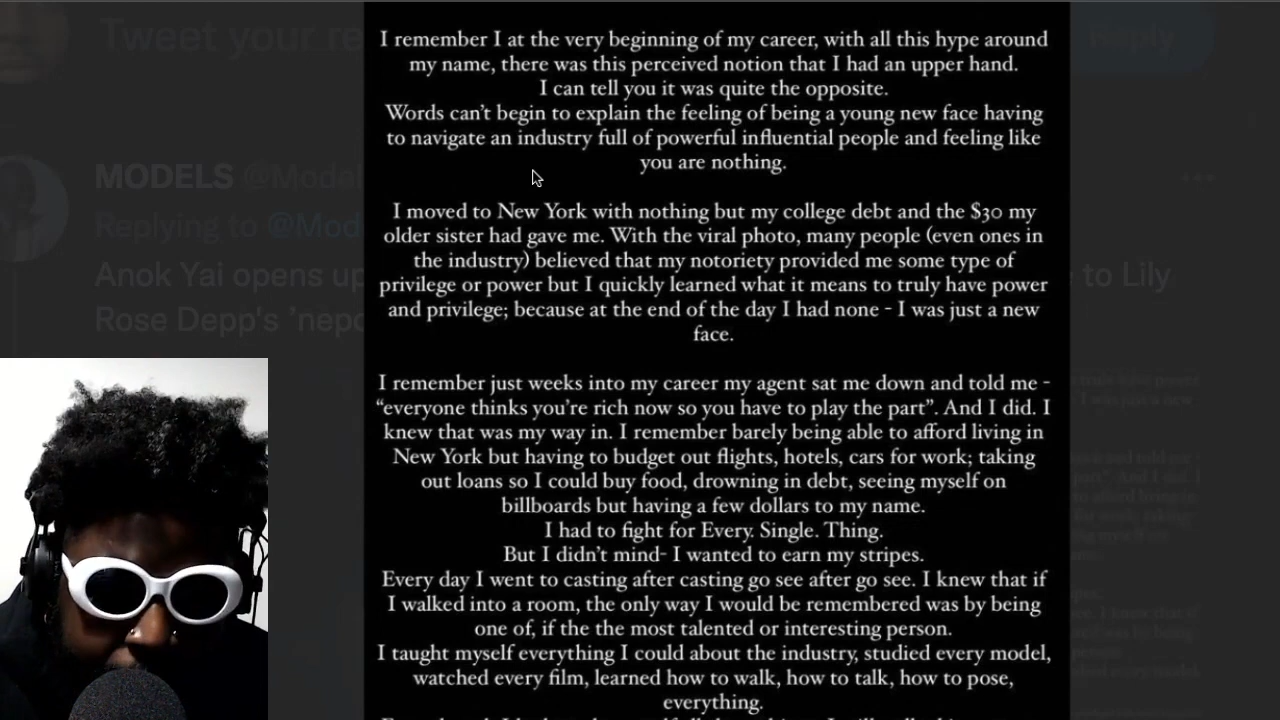 Tweet your re
Reply
I remember I at the very beginning of my career, with all this hype around
my name, there was this perceived notion that I had an upper hand.
I can tell you it was quite the opposite.
Words can't begin to explain the feeling of being a young new face having
to navigate an industry full of powerful influential people and feeling like
you are nothing.
MODELS @Model
Replying to @Mod
Anok Yai opens up
e to Lily
Rose Depp's 'nepo
I moved to New York with nothing but my college debt and the $30 my
older sister had gave me. With the viral photo, many people (even ones in
the industry) believed that my notoriety provided me some type of
privilege or power but I quickly learned what it means to truly have power
and privilege; because at the end of the day I had none - I was just a new
face.
I remember just weeks into my career my agent sat me down and told me -
“everyone thinks you're rich now so you have to play the part”. And I did. I
knew that was my way in. I remember barely being able to afford living in
New York but having to budget out flights, hotels, cars for work; taking
out loans so I could buy food, drowning in debt, seeing myself on
billboards but having a few dollars to my name.
I had to fight for Every. Single. Thing.
But I didn't mind- I wanted to earn my stripes.
Every day I went to casting after casting go see after go see. I knew that if
I walked into a room, the only way I would be remembered was by being
one of, if the the most talented or interesting person.
I taught myself everything I could about the industry, studied every model,
watched every film, learned how to walk, how to talk, how to pose,
everything.